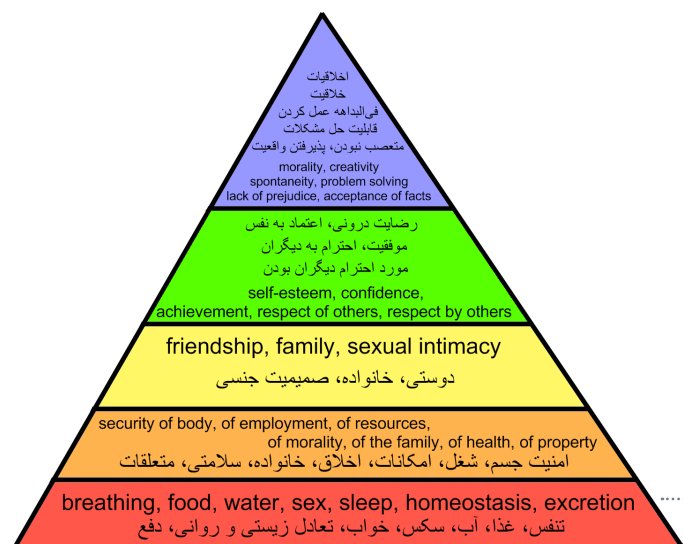 اخلاقیات
خلاقیت
فی‌البداهه عمل کردن
قابلیت حل مشکلات
متعصب نبودن، پذیرفتن واقعیت
morality, creativity
spontaneity, problem solving
lack of prejudice, acceptance of facts
رضایت درونی، اعتماد به نفس
موفقیت، احترام به دیگران
مورد احترام دیگران بودن
self-esteem, confidence,
achievement, respect of others, respect by others
friendship, family, sexual intimacy
دوستی، خانواده، صمیمیت جنسی
security of body, of employment, of resources,
of morality, of the family, of health, of property
امنیت جسم، شغل، امکانات، اخلاق، خانواده، سلامتی، متعلقات
breathing, food, water, sex, sleep, homeostasis, excretion
تنفس، غذا، آب، سکس، خواب، تعادل زیستی و روانی، دفع